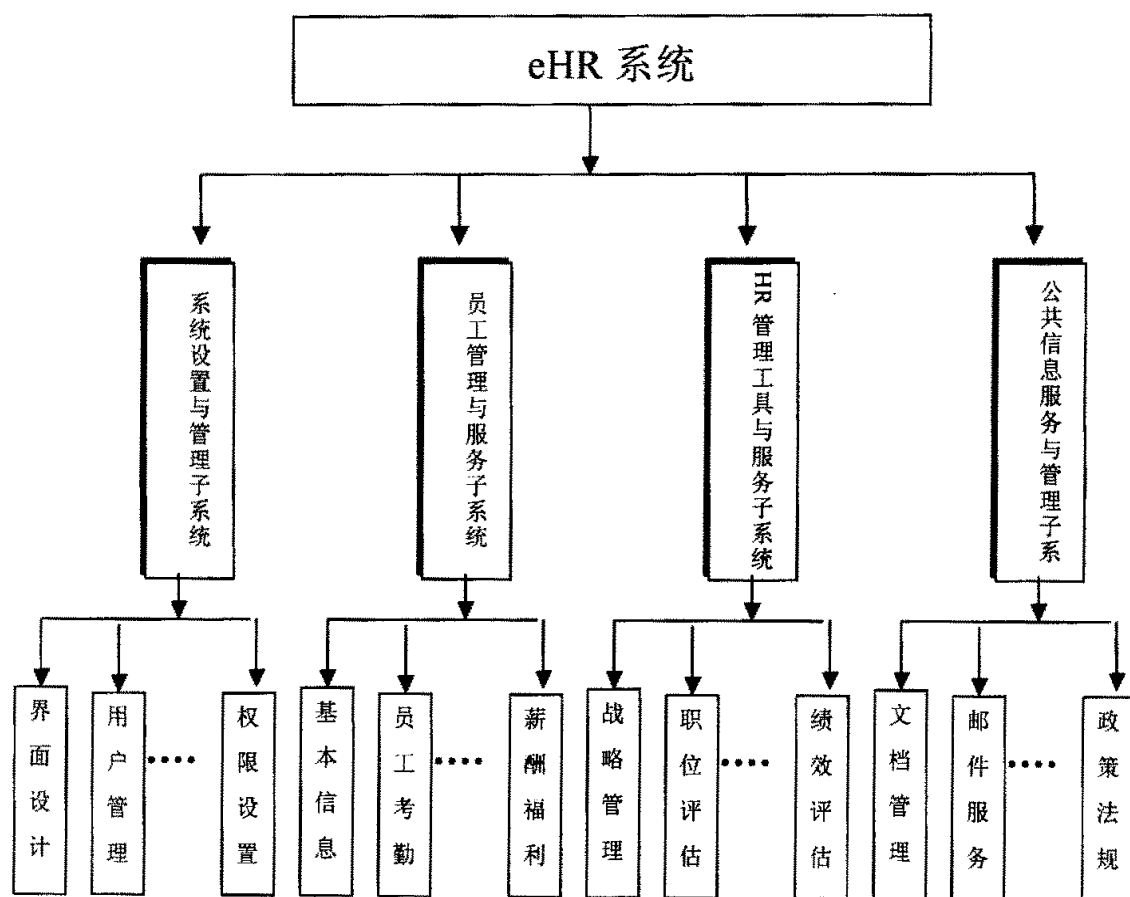 eHR 系统
系统设置与管理子系统
员工管理与服务子系统
HR 管理工具与服务子系统
公共信息服务与管理子系
界面设计
用户管理
••••
权限设置
基本信息
员工考勤
••••
薪酬福利
战略管理
职位评估
••••
绩效评估
文档管理
邮件服务
••••
政策法规